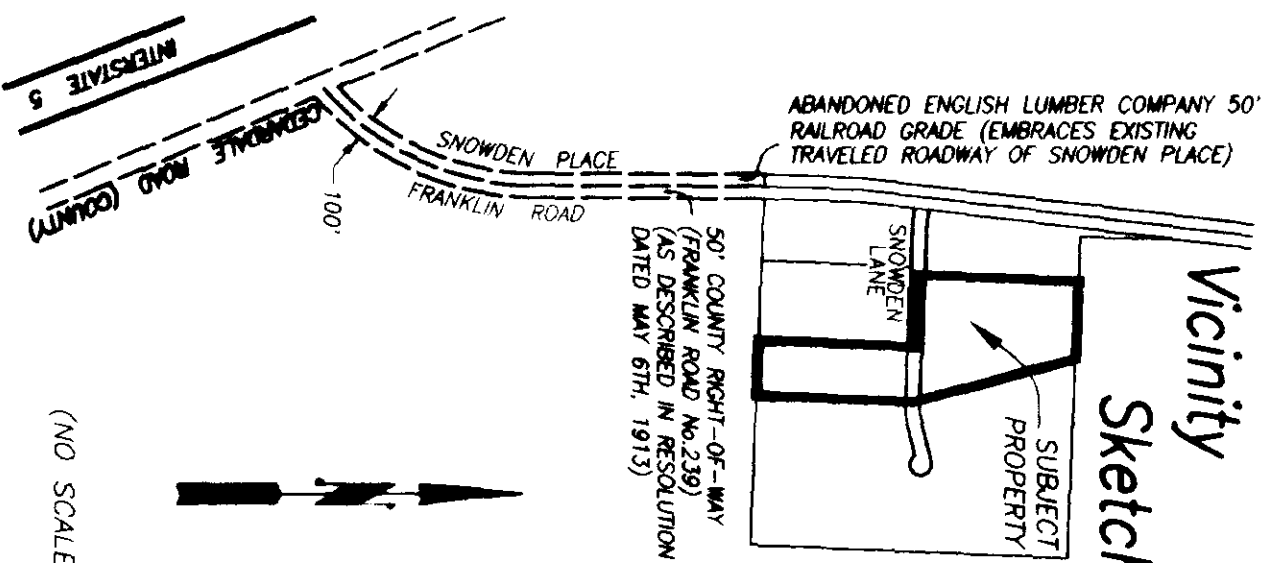 INTERSTATE 5
CEDARDALE ROAD (COUNTY)
SNOWDEN PLACE
FRANKLIN ROAD
100'
ABANDONED ENGLISH LUMBER COMPANY 50'
RAILROAD GRADE (EMBRACES EXISTING
TRAVELED ROADWAY OF SNOWDEN PLACE)
50' COUNTY RIGHT-OF-WAY
(FRANKLIN ROAD No.239)
(AS DESCRIBED IN RESOLUTION
DATED MAY 6TH, 1913)
SNOWDEN
LANE
SUBJECT
PROPERTY
Vicinity
Sketch
(NO SCALE